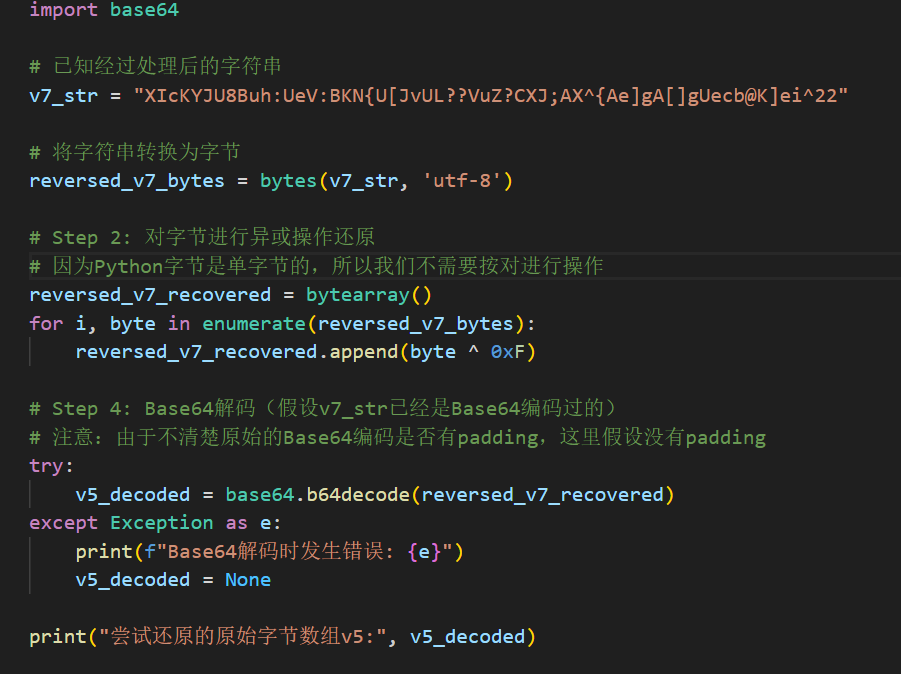 import base64
# 已知经过处理后的字符串
v7_str = "XIcKYJU8Buh:UeV:BKN{U[JvUL??VuZ?CXJ;AX^{Ae]gA[]gUecb@K]ei^22"
# 将字符串转换为字节
reversed_v7_bytes = bytes(v7_str, 'utf-8')
# Step 2: 对字节进行异或操作还原
# 因为Python字节是单字节的，所以我们不需要按对进行操作
reversed_v7_recovered = bytearray()
for i, byte in enumerate(reversed_v7_bytes):
    reversed_v7_recovered.append(byte ^ 0xF)
# Step 4: Base64解码（假设v7_str已经是Base64编码过的）
# 注意：由于不清楚原始的Base64编码是否有padding，这里假设没有padding
try:
    v5_decoded = base64.b64decode(reversed_v7_recovered)
except Exception as e:
    print(f"Base64解码时发生错误: {e}")
    v5_decoded = None
print("尝试还原的原始字节数组v5:", v5_decoded)